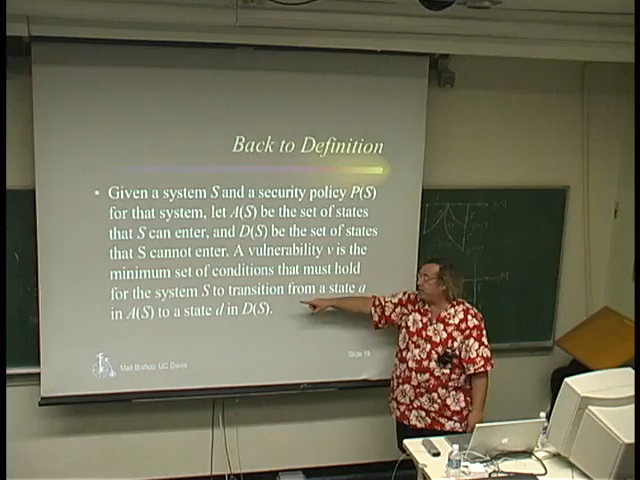 Back to Definition
• Given a system S and a security policy P(S)
for that system, let A(S) be the set of states
that S can enter, and D(S) be the set of states
that S cannot enter. A vulnerability v is the
minimum set of conditions that must hold
for the system S to transition from a state a
in A(S) to a state d in D(S).
Matt Bishop, UC Davis
Slide 19